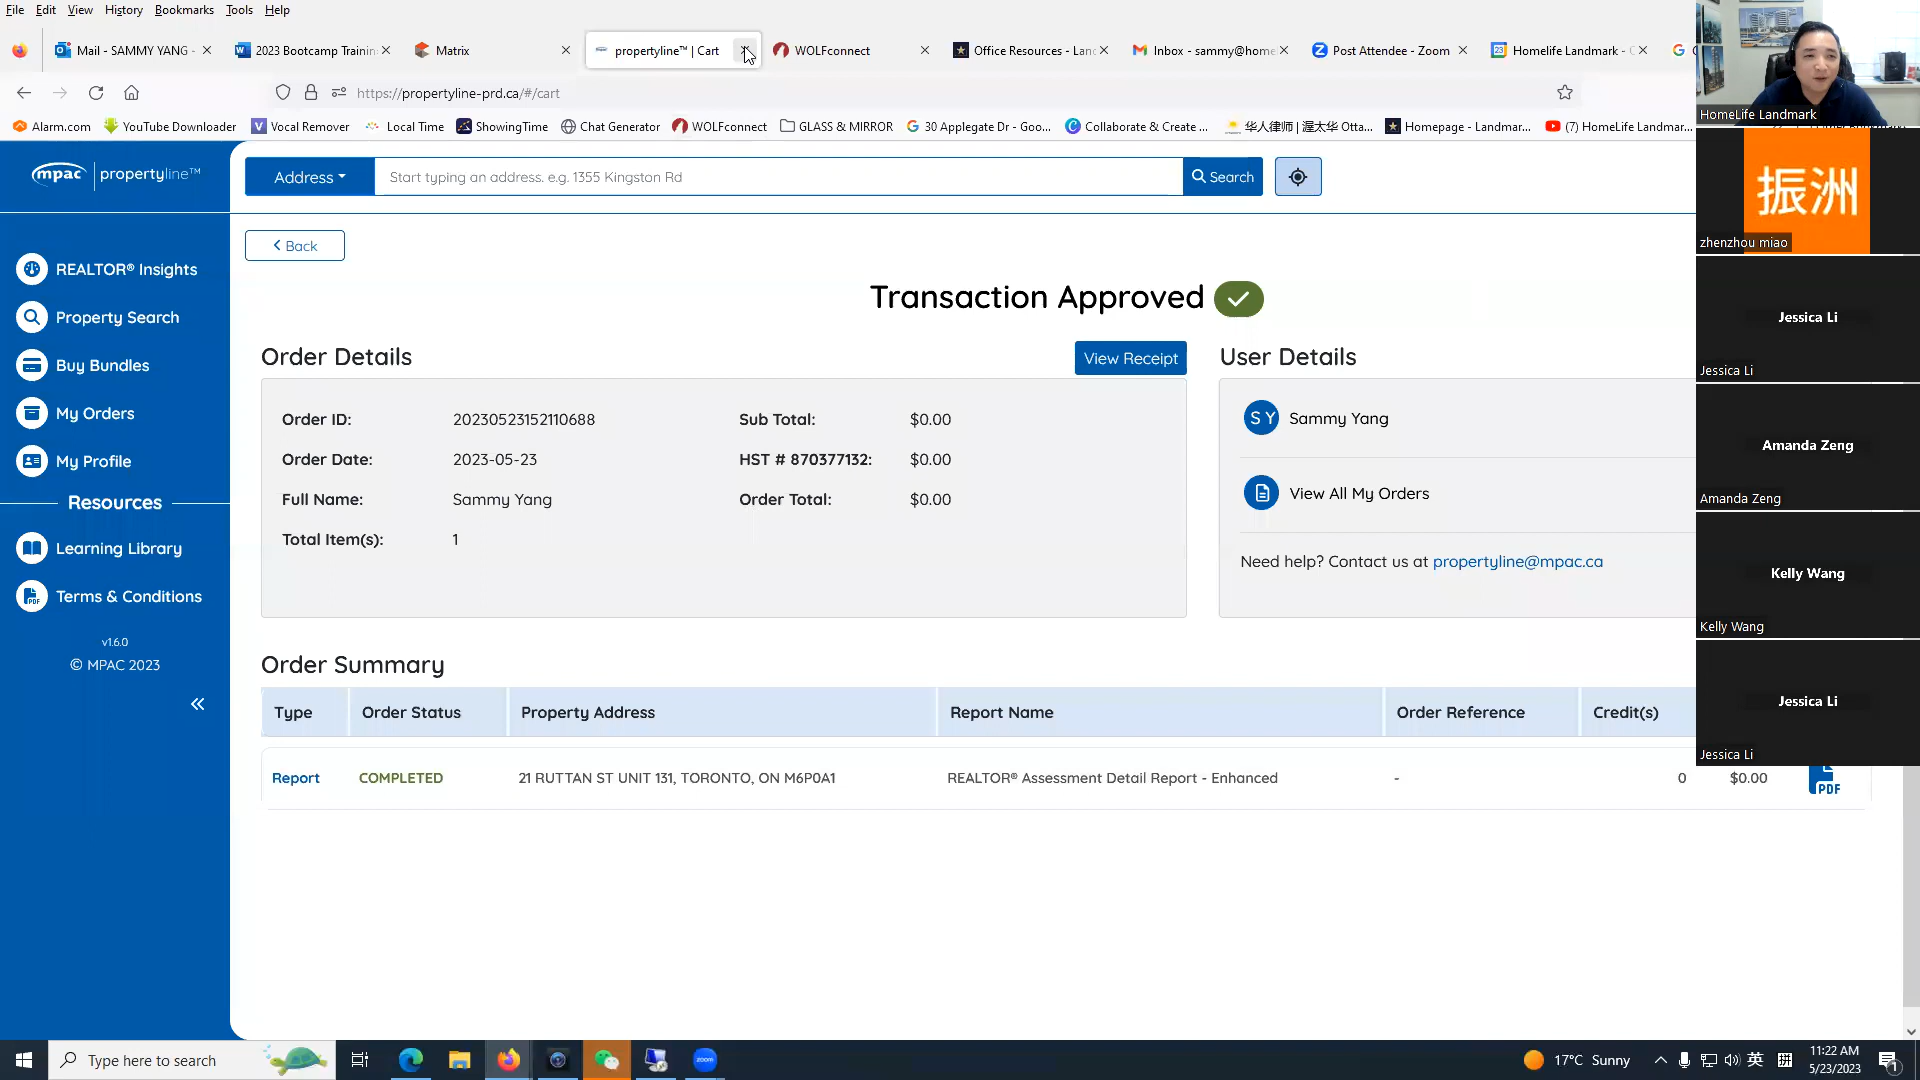 File Edit View History Bookmarks Tools Help
Mail - SAMMY YANG -
2023 Bootcamp Trainin
Matrix
propertyline™ | Cart
WOLFconnect
Office Resources - Lan
Inbox - sammy@home
Post Attendee - Zoom
Homelife Landmark -
https://propertyline-prd.ca/#/cart
Alarm.com YouTube Downloader Vocal Remover Local Time ShowingTime Chat Generator WOLFconnect GLASS & MIRROR 30 Applegate Dr - Goo... Collaborate & Create ... 华人律师 | 渥太华 Otta... Homepage - Landmar... (7) HomeLife Landmar...
mpac propertyline™
Address
Start typing an address. e.g. 1355 Kingston Rd
Search
Back
REALTOR® Insights
Property Search
Buy Bundles
My Orders
My Profile
Resources
Learning Library
Terms & Conditions
v1.6.0
© MPAC 2023
Transaction Approved
Order Details
View Receipt
Order ID: 20230523152110688 Sub Total: $0.00
Order Date: 2023-05-23 HST # 870377132: $0.00
Full Name: Sammy Yang Order Total: $0.00
Total Item(s): 1
User Details
S Y Sammy Yang
View All My Orders
Need help? Contact us at propertyline@mpac.ca
Order Summary
Type Order Status Property Address Report Name Order Reference Credit(s)
Report COMPLETED 21 RUTTAN ST UNIT 131, TORONTO, ON M6P0A1 REALTOR® Assessment Detail Report - Enhanced - 0 $0.00 PDF
HomeLife Landmark
振洲
zhenzhou miao
Jessica Li
Jessica Li
Amanda Zeng
Amanda Zeng
Kelly Wang
Kelly Wang
Jessica Li
Jessica Li
Type here to search
zoom
17°C Sunny
英
拼
11:22 AM
5/23/2023
1